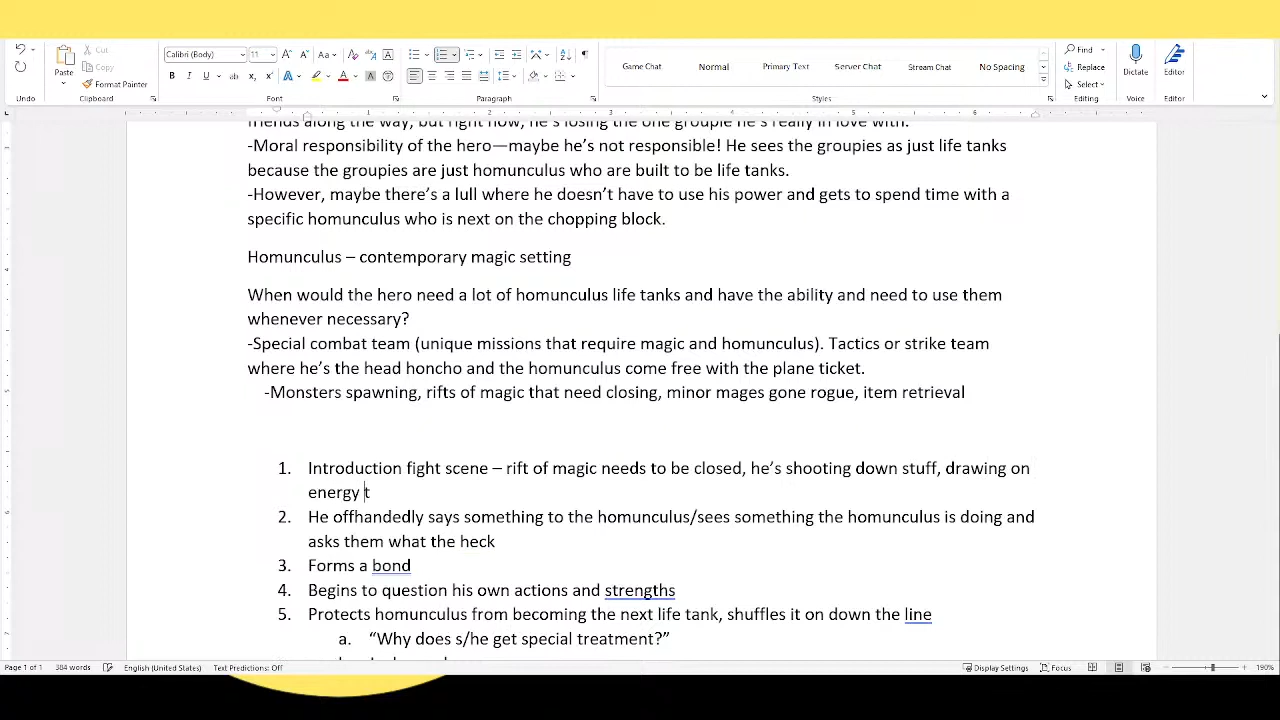 Cut
Copy
Paste
Format Painter
Undo
Clipboard
Calibri (Body)
11
Font
Paragraph
Game Chat
Normal
Primary Text
Server Chat
Stream Chat
No Spacing
Styles
Find
Replace
Select
Editing
Dictate
Voice
Editor
Editor
friends along the way, but right now, he's losing the one groupie he's really in love with.
-Moral responsibility of the hero—maybe he's not responsible! He sees the groupies as just life tanks
because the groupies are just homunculus who are built to be life tanks.
-However, maybe there's a lull where he doesn't have to use his power and gets to spend time with a
specific homunculus who is next on the chopping block.
Homunculus – contemporary magic setting
When would the hero need a lot of homunculus life tanks and have the ability and need to use them
whenever necessary?
-Special combat team (unique missions that require magic and homunculus). Tactics or strike team
where he's the head honcho and the homunculus come free with the plane ticket.
-Monsters spawning, rifts of magic that need closing, minor mages gone rogue, item retrieval
1. Introduction fight scene – rift of magic needs to be closed, he's shooting down stuff, drawing on
energy t
2. He offhandedly says something to the homunculus/sees something the homunculus is doing and
asks them what the heck
3. Forms a bond
4. Begins to question his own actions and strengths
5. Protects homunculus from becoming the next life tank, shuffles it on down the line
a. "Why does s/he get special treatment?"
Page 1 of 1 384 words English (United States) Text Predictions: Off Display Settings Focus 190%